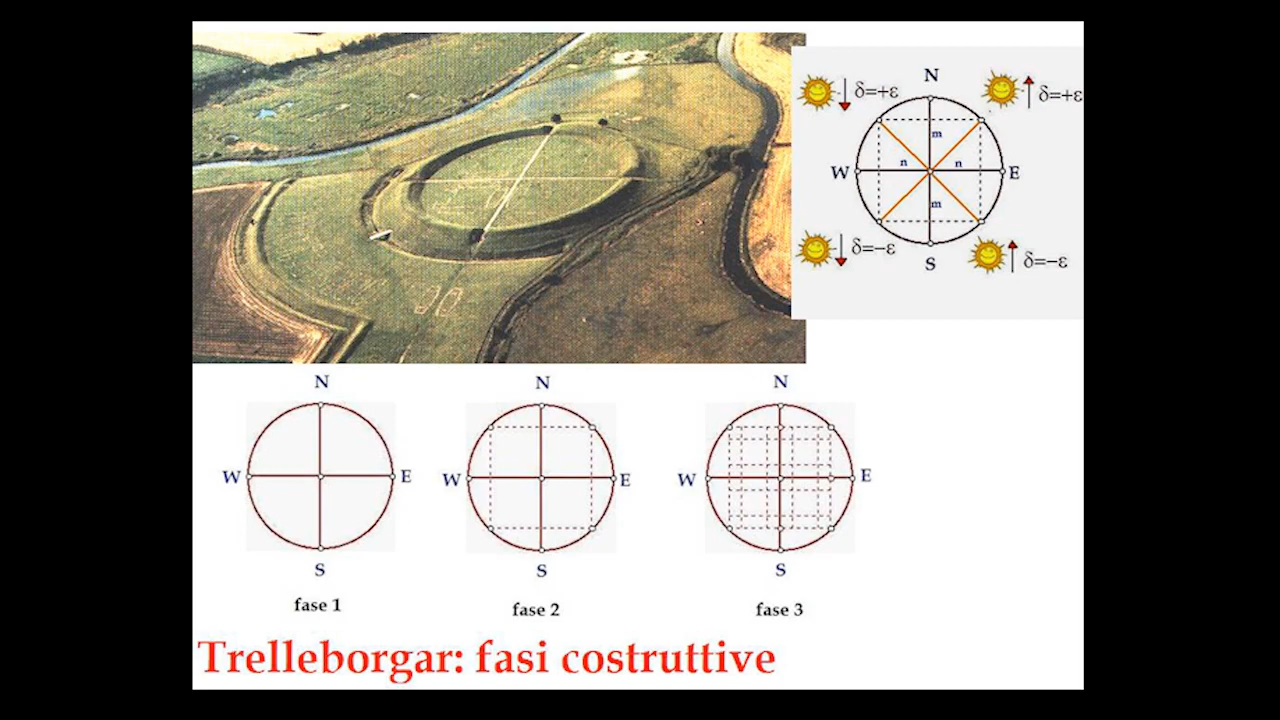 N
δ=+ε δ=+ε
m
W n n E
m
δ=−ε δ=−ε
S
N N N
W E W E W E
S S S
fase 1 fase 2 fase 3
Trelleborgar: fasi costruttive